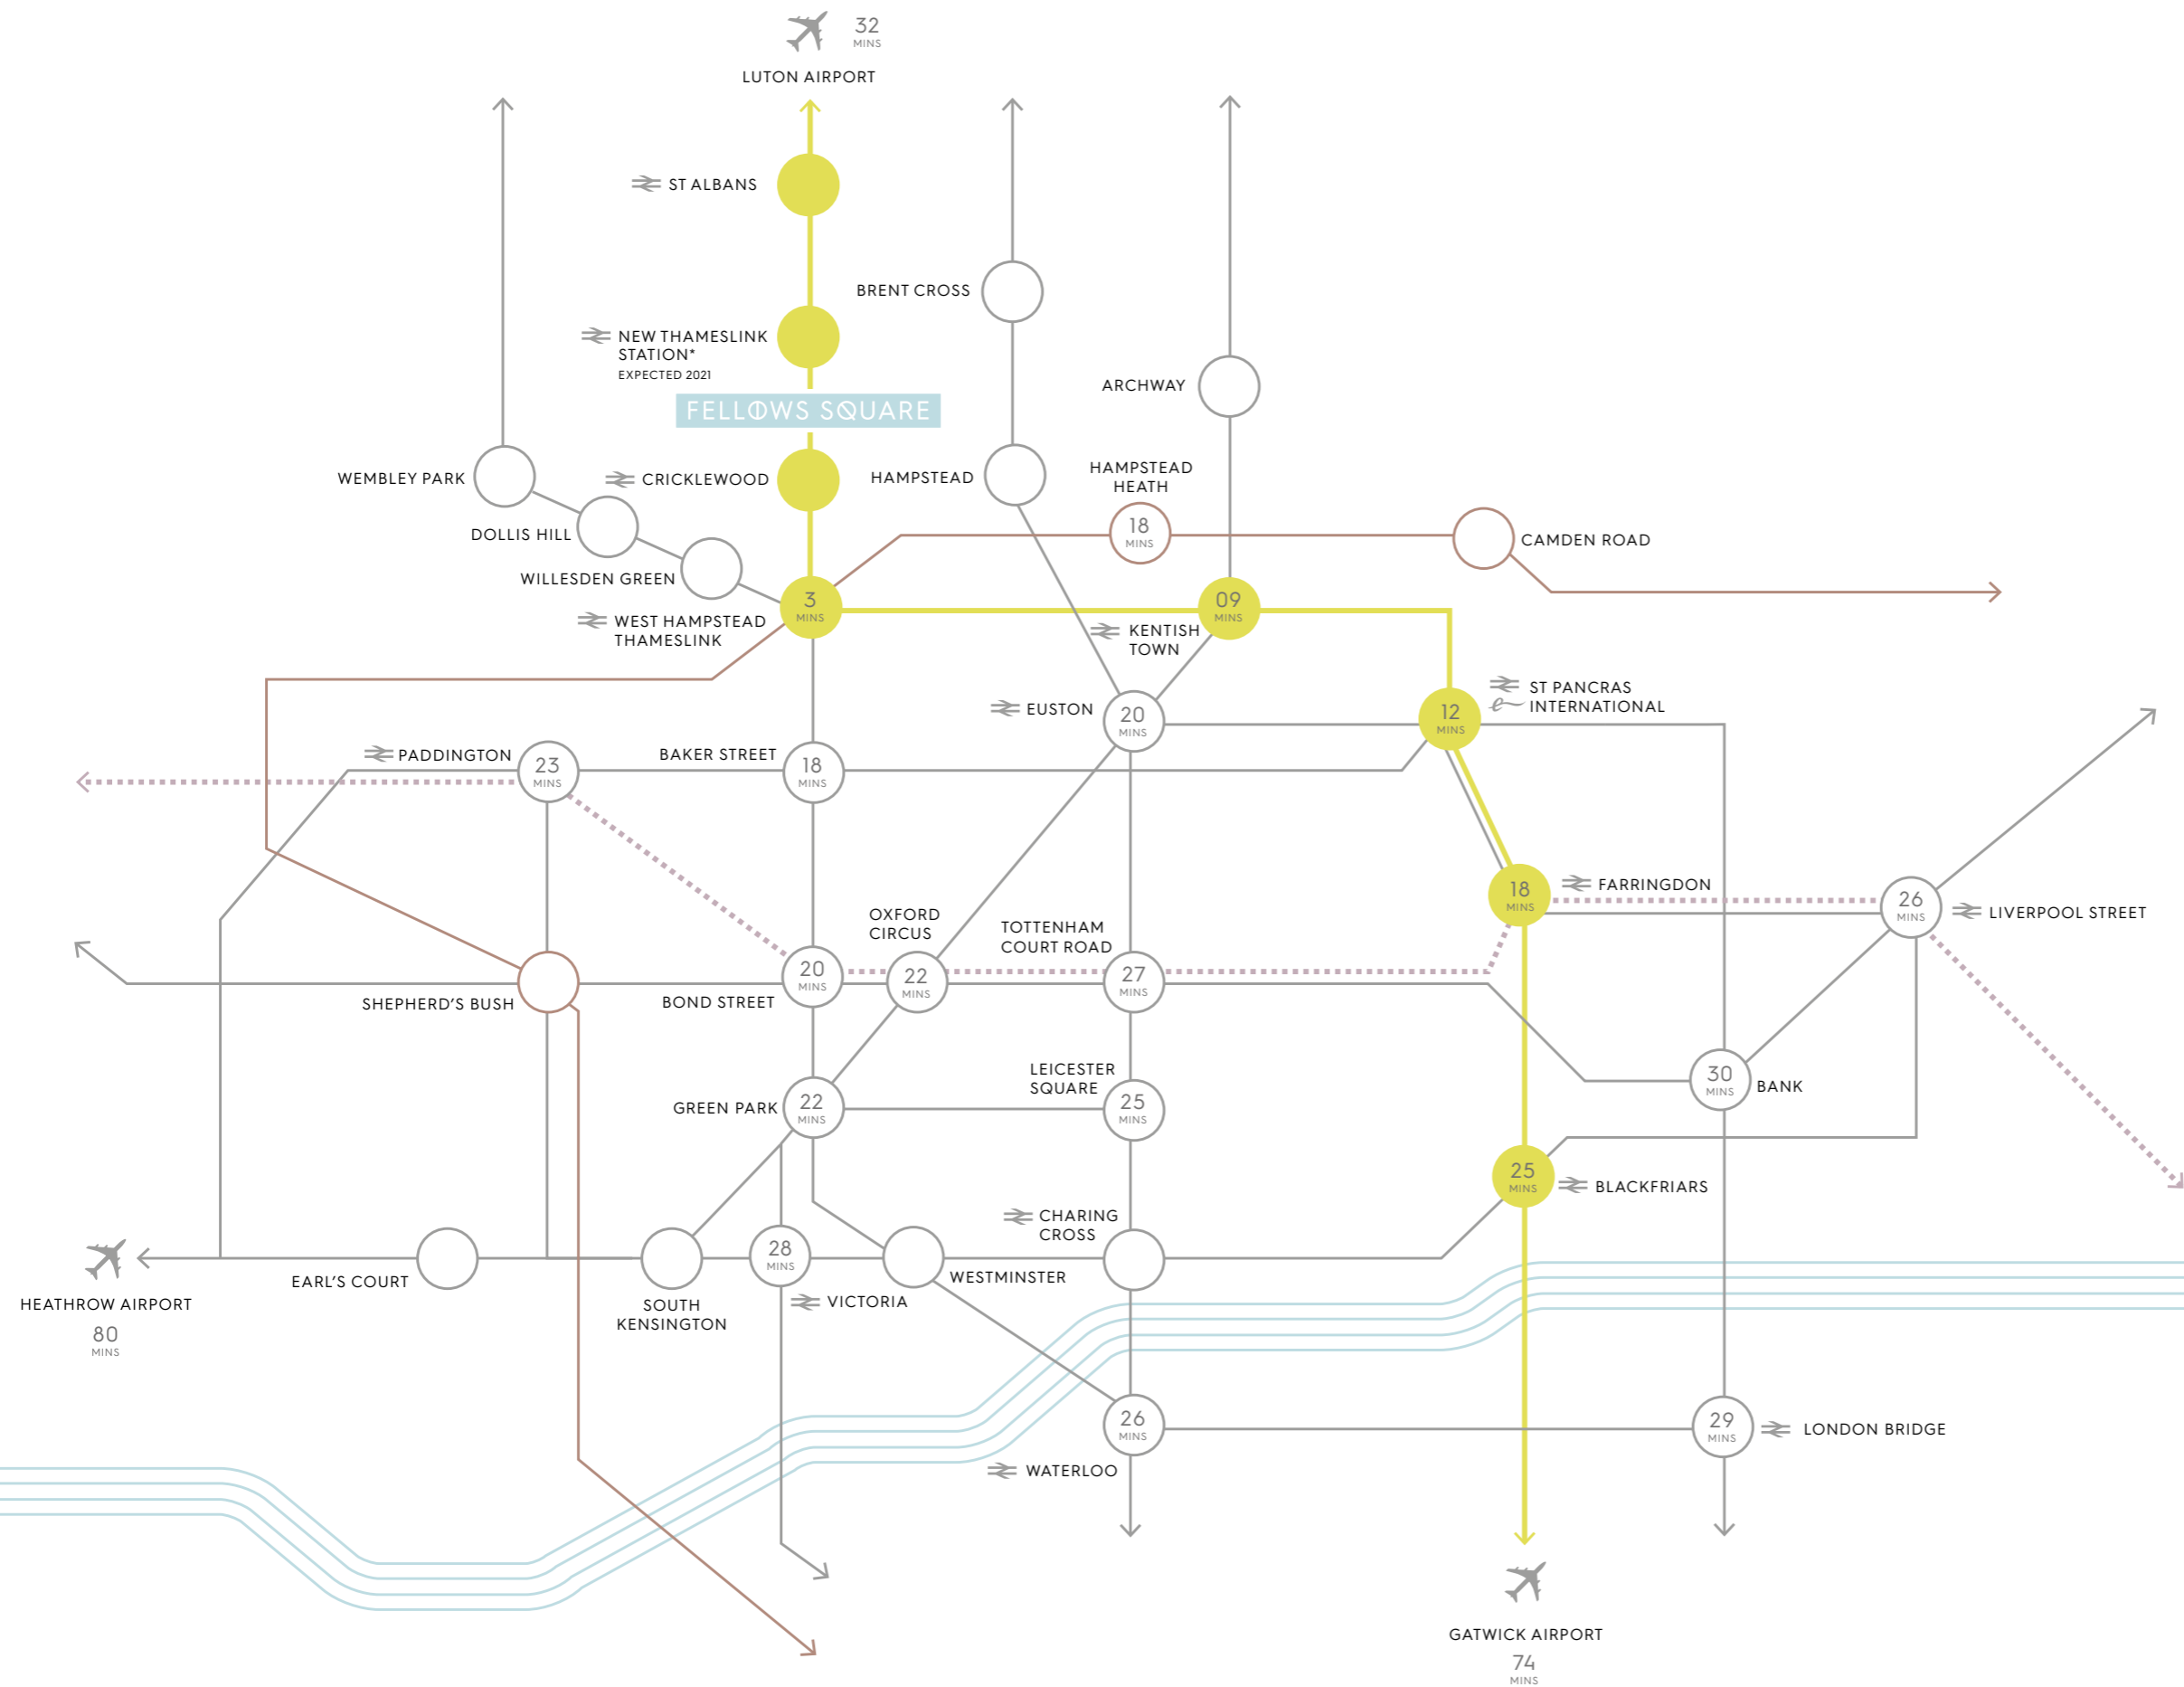 32
MINS
LUTON AIRPORT
ST ALBANS
BRENT CROSS
NEW THAMESLINK
STATION*
EXPECTED 2021
ARCHWAY
FELLOWS SQUARE
WEMBLEY PARK
CRICKLEWOOD
HAMPSTEAD
HAMPSTEAD
HEATH
18
MINS
DOLLIS HILL
CAMDEN ROAD
WILLESDEN GREEN
3
MINS
WEST HAMPSTEAD
THAMESLINK
09
MINS
KENTISH
TOWN
ST PANCRAS
INTERNATIONAL
12
MINS
EUSTON
20
MINS
PADDINGTON
23
MINS
BAKER STREET
18
MINS
FARRINGDON
18
MINS
26
MINS
LIVERPOOL STREET
OXFORD
CIRCUS
TOTTENHAM
COURT ROAD
SHEPHERD'S BUSH
BOND STREET
20
MINS
22
MINS
27
MINS
LEICESTER
SQUARE
GREEN PARK
22
MINS
25
MINS
30
MINS
BANK
25
MINS
BLACKFRIARS
CHARING
CROSS
28
MINS
EARL'S COURT
WESTMINSTER
HEATHROW AIRPORT
80
MINS
SOUTH
KENSINGTON
VICTORIA
26
MINS
29
MINS
LONDON BRIDGE
WATERLOO
GATWICK AIRPORT
74
MINS